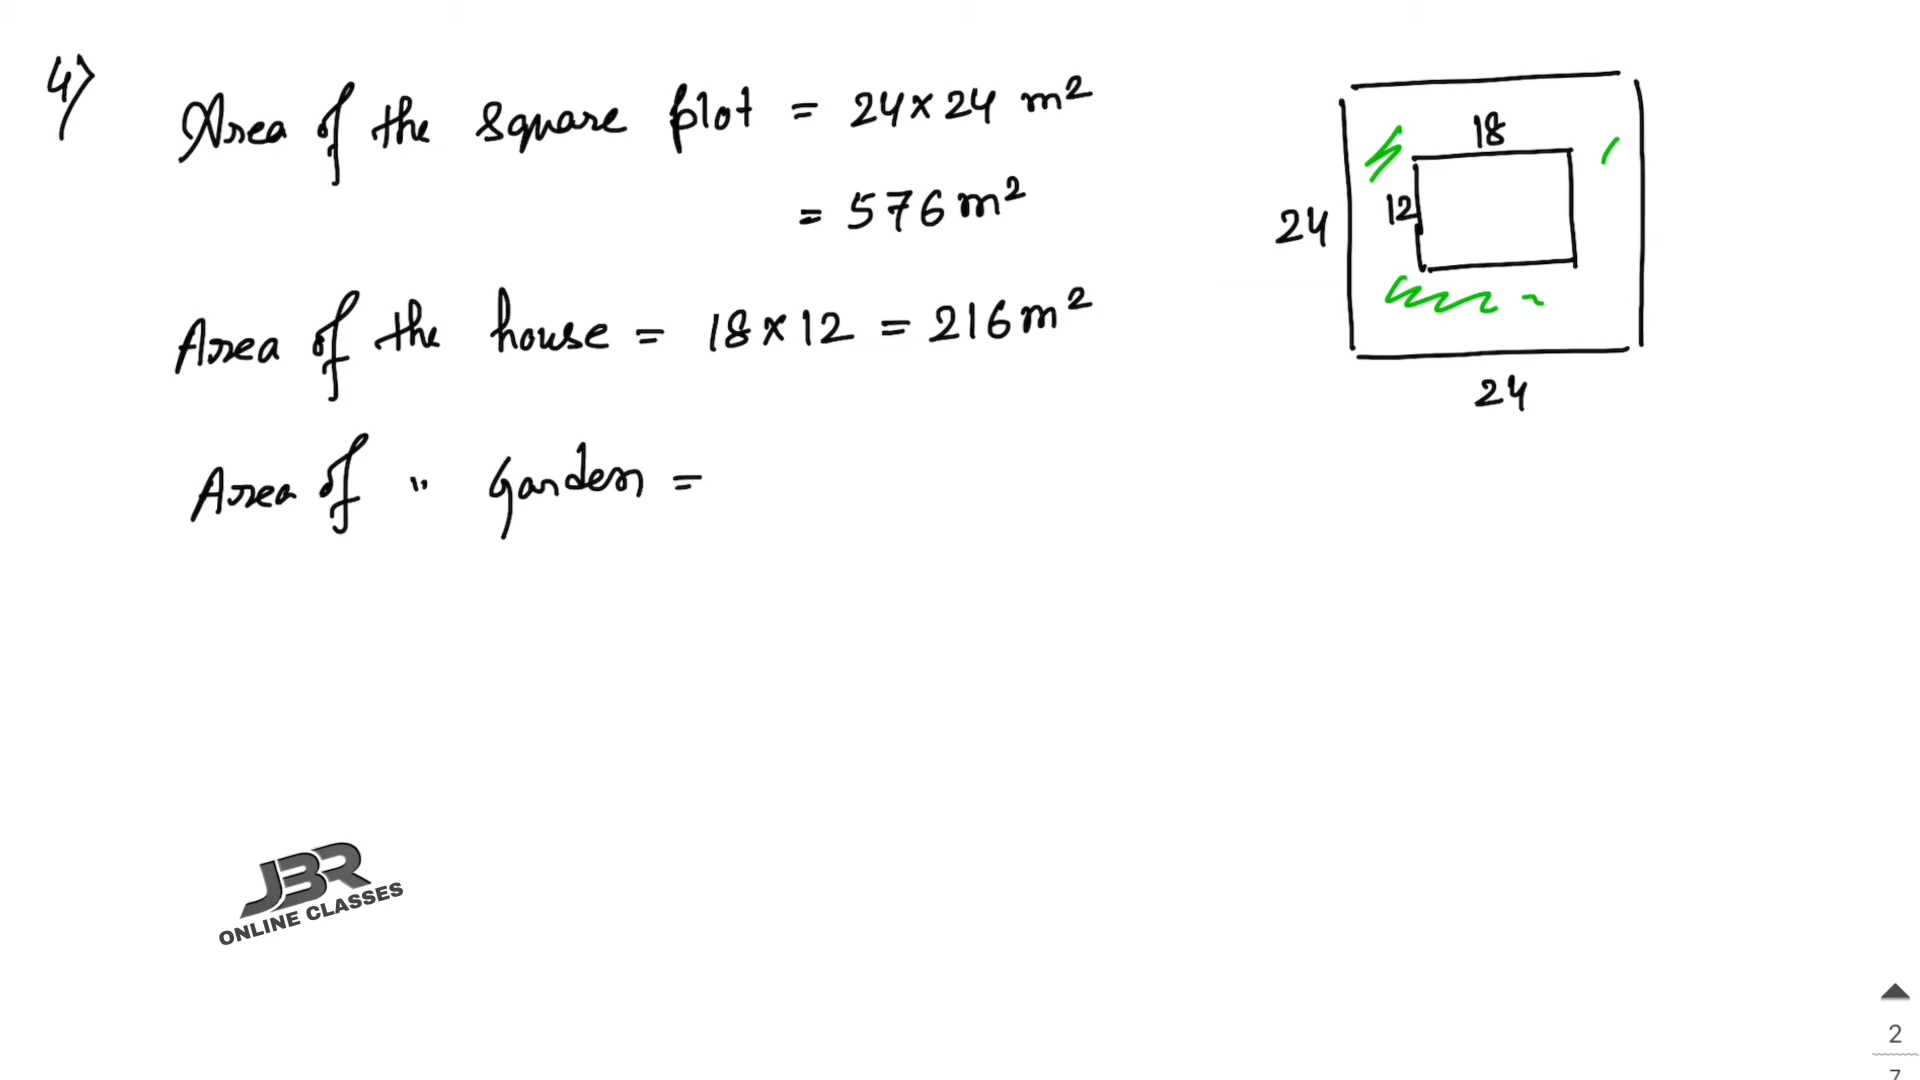 4)
Area of the square plot = 24 x 24 m²
= 576 m²
Area of the house = 18 x 12 = 216 m²
Area of " Garden =
18
12
24
24
JBR
ONLINE CLASSES
2
7